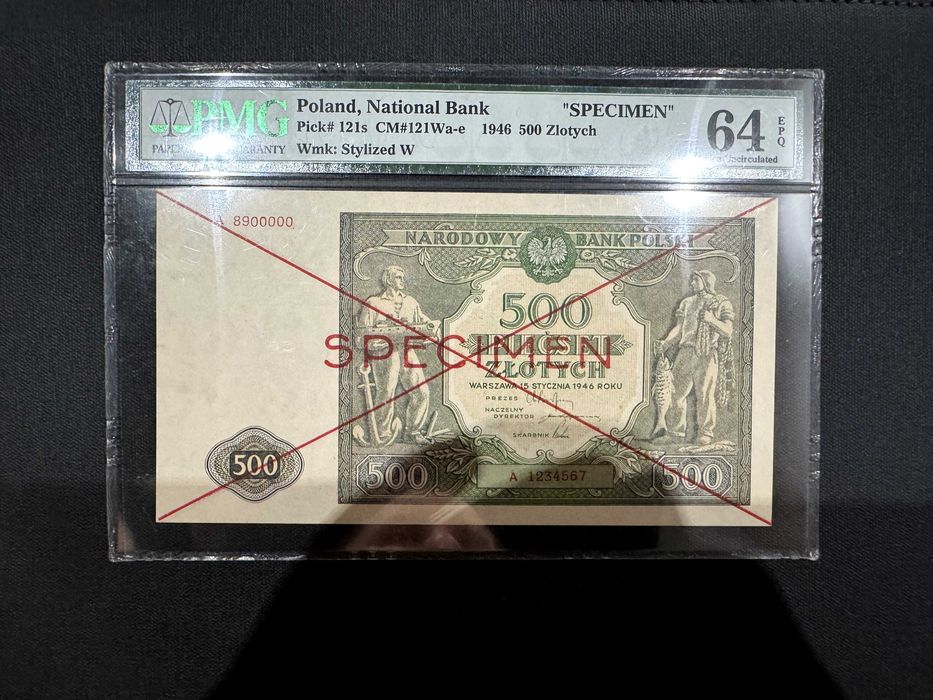 PMG
Poland, National Bank "SPECIMEN"
Pick# 121s CM#121Wa-e 1946 500 Zlotych
Wmk: Stylized W
64
EPQ
A 8900000
NARODOWY BANK POLSKI
500
PIĘĆSET
ZŁOTYCH
SPECIMEN
WARSZAWA 15 STYCZNIA 1946 ROKU
PREZES
NACZELNY
DYREKTOR
SKARBNIK
500
500
A 1234567
500